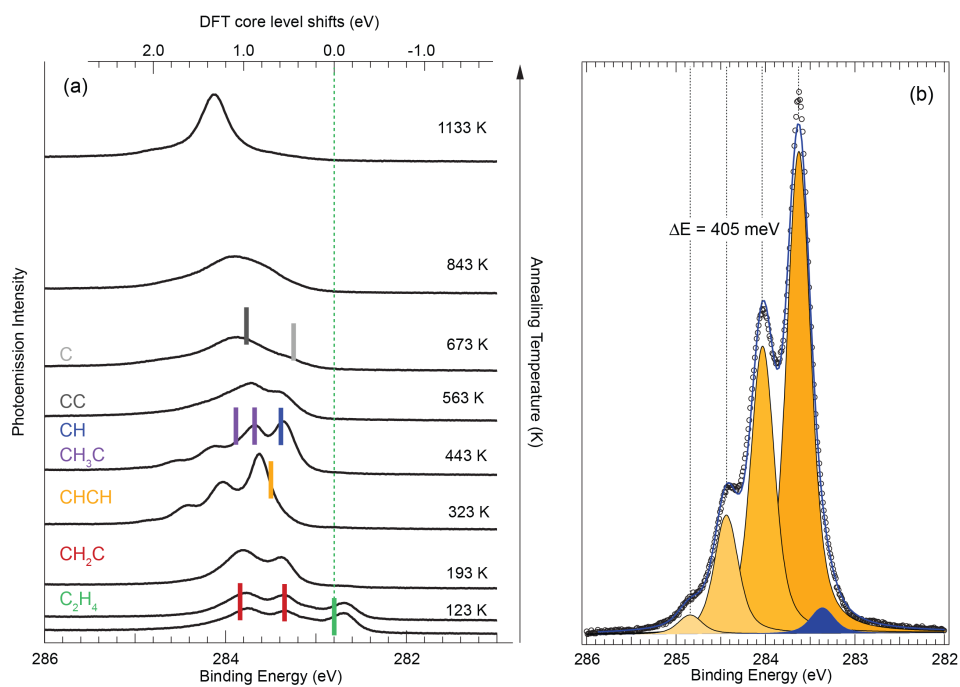 DFT core level shifts (eV)
2.0 1.0 0.0 -1.0
(a)
1133 K
843 K
C
673 K
CC
563 K
CH
CH₃C
443 K
CHCH
323 K
CH₂C
193 K
C₂H₄
123 K
286 284 282
Binding Energy (eV)
Photoemission Intensity
Annealing Temperature (K)
(b)
ΔE = 405 meV
286 285 284 283 282
Binding Energy (eV)